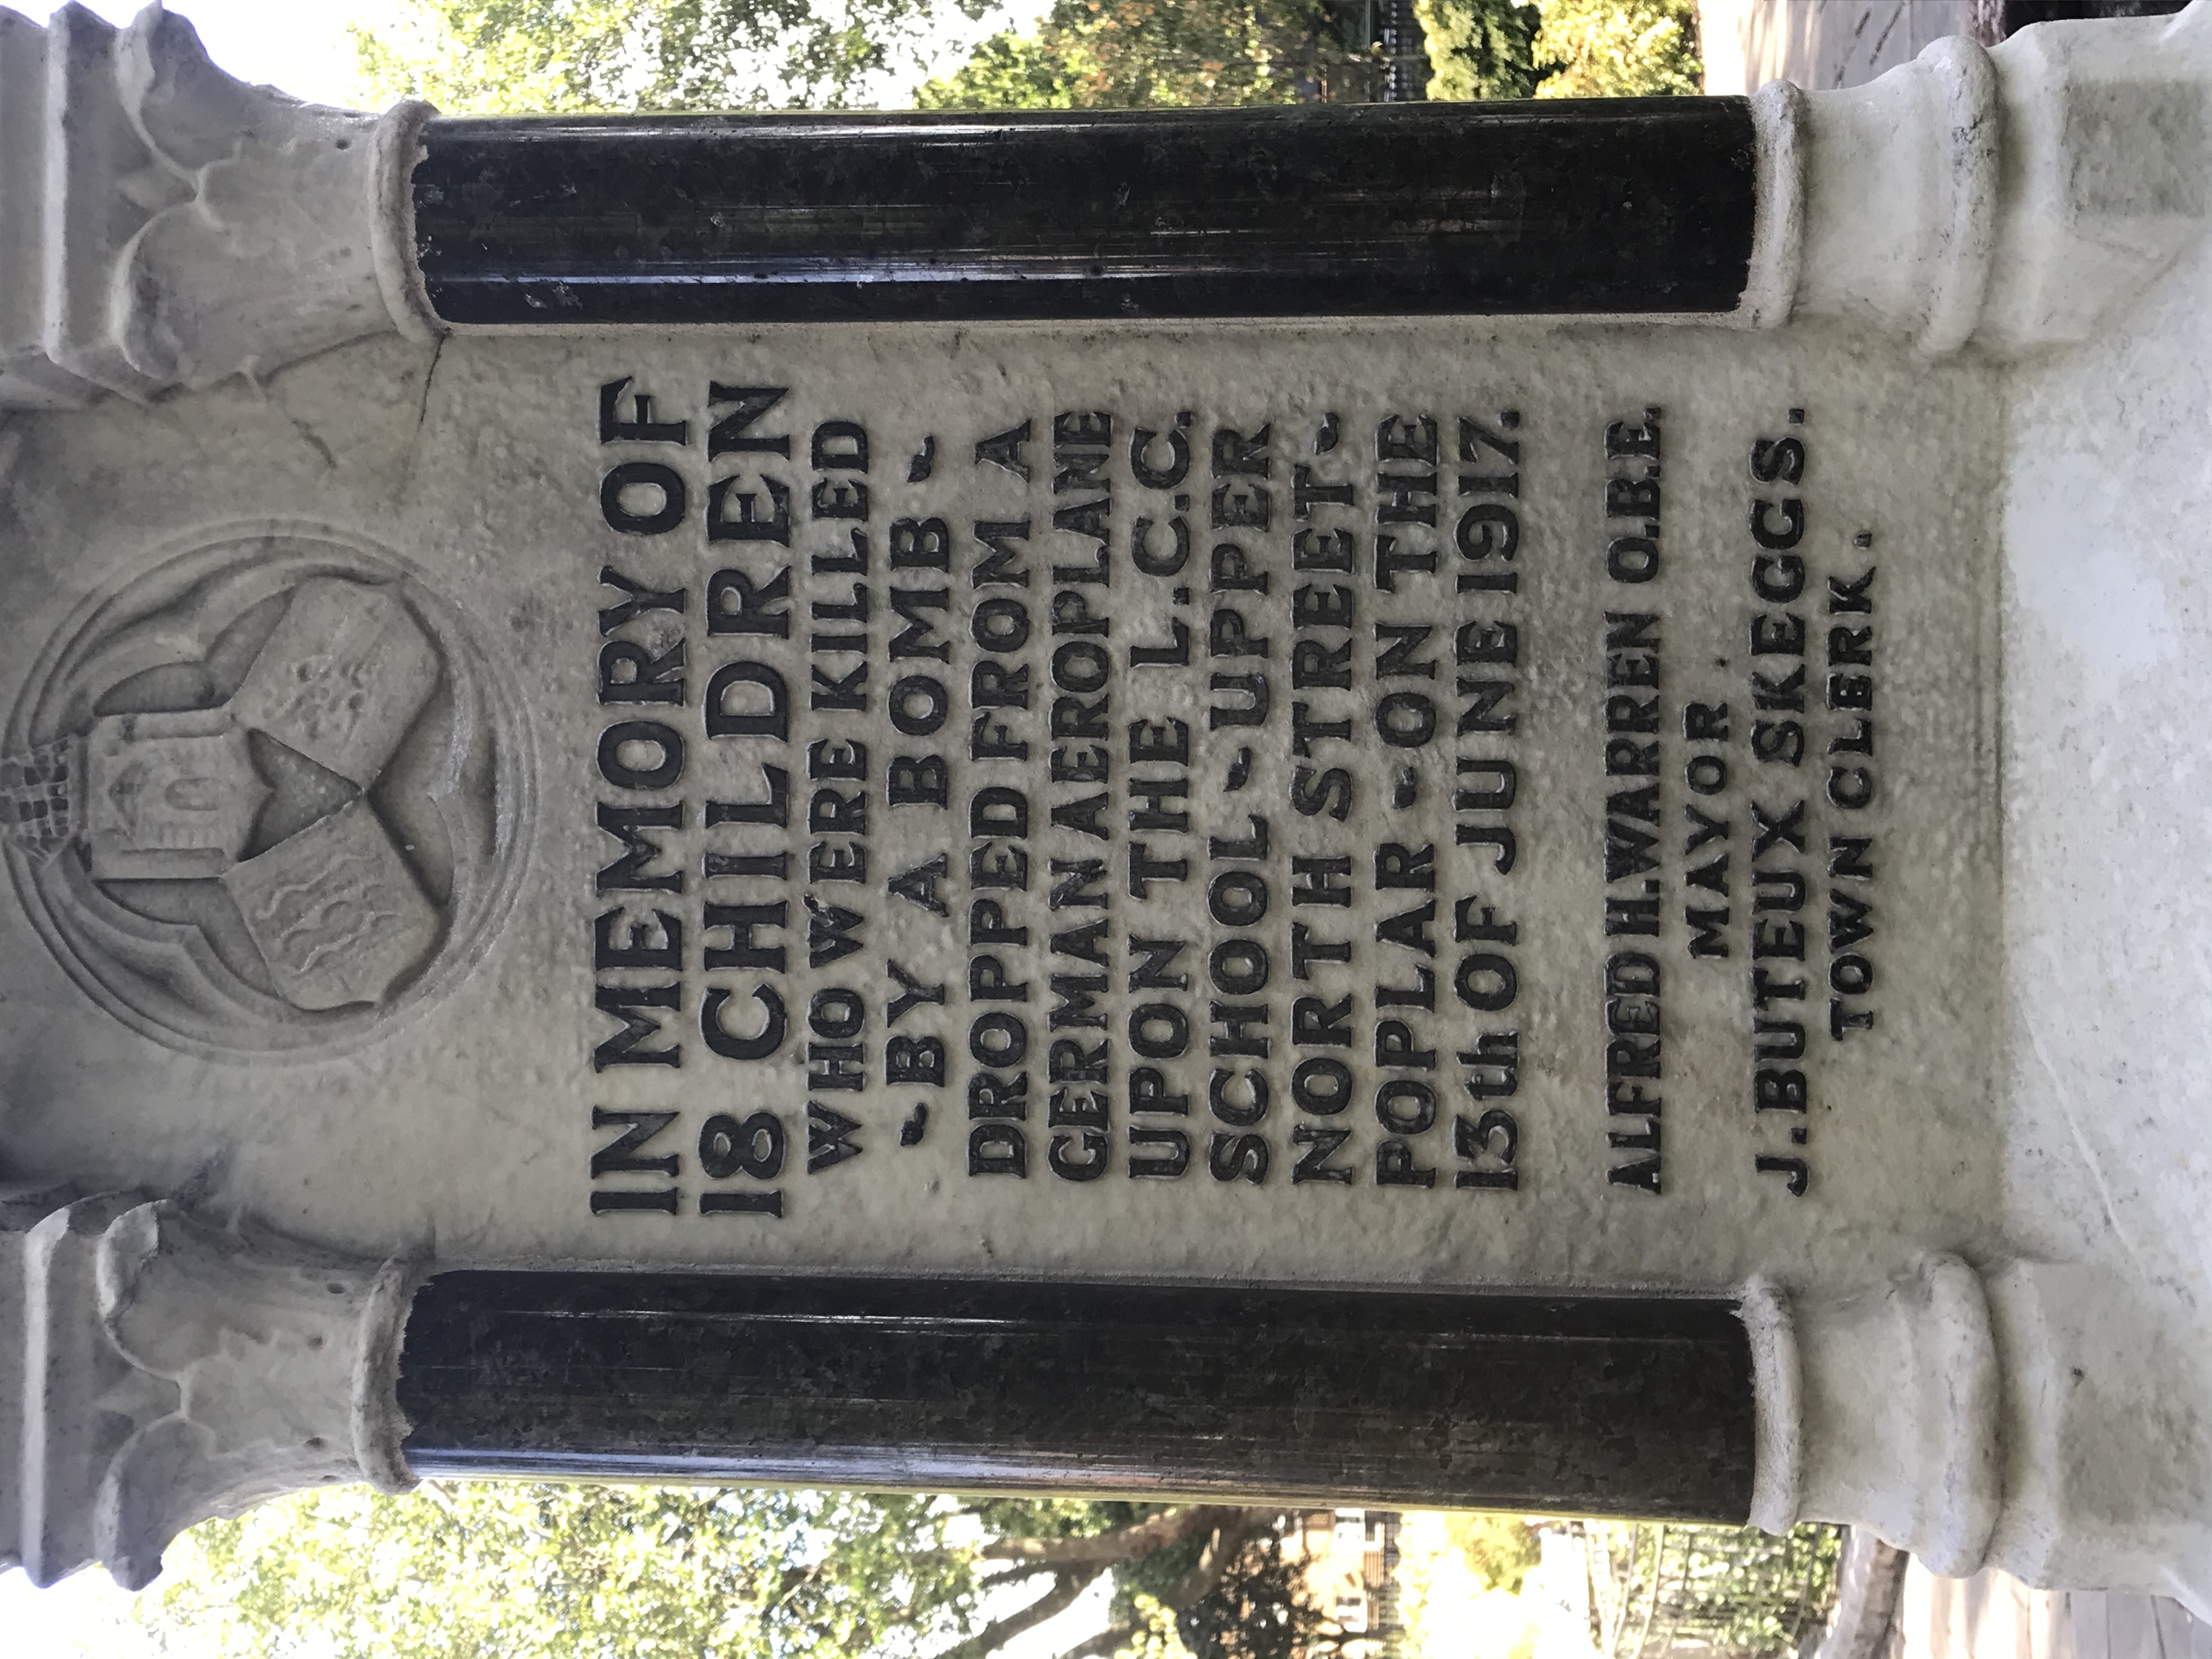 IN MEMORY OF
18 CHILDREN
WHO WERE KILLED
BY A BOMB
DROPPED FROM A
GERMAN AEROPLANE
UPON THE L.C.C.
SCHOOL UPPER
NORTH STREET
POPLAR ON THE
13th OF JUNE 1917.
ALFRED H. WARREN O.B.E.
MAYOR
J. BUTEUX SKEGGS.
TOWN CLERK.